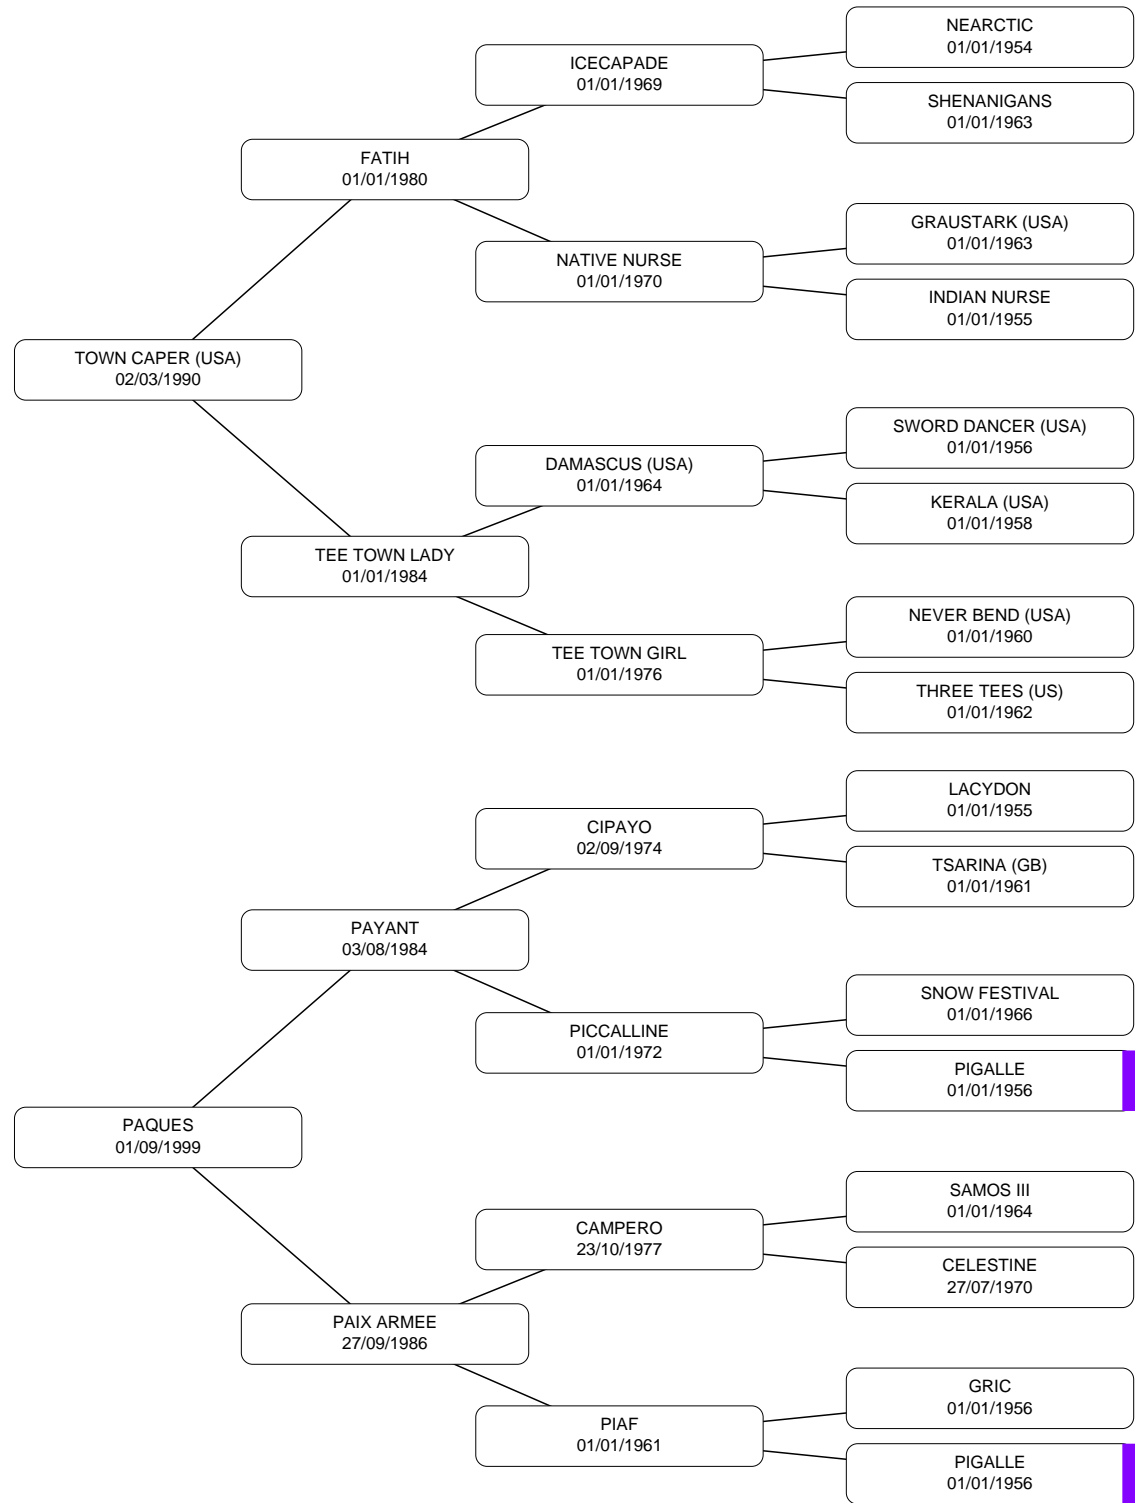 NEARCTIC
01/01/1954
ICECAPADE
01/01/1969
SHENANIGANS
01/01/1963
FATIH
01/01/1980
GRAUSTARK (USA)
01/01/1963
NATIVE NURSE
01/01/1970
INDIAN NURSE
01/01/1955
TOWN CAPER (USA)
02/03/1990
SWORD DANCER (USA)
01/01/1956
DAMASCUS (USA)
01/01/1964
KERALA (USA)
01/01/1958
TEE TOWN LADY
01/01/1984
NEVER BEND (USA)
01/01/1960
TEE TOWN GIRL
01/01/1976
THREE TEES (US)
01/01/1962
LACYDON
01/01/1955
CIPAYO
02/09/1974
TSARINA (GB)
01/01/1961
PAYANT
03/08/1984
SNOW FESTIVAL
01/01/1966
PICCALLINE
01/01/1972
PIGALLE
01/01/1956
PAQUES
01/09/1999
SAMOS III
01/01/1964
CAMPERO
23/10/1977
CELESTINE
27/07/1970
PAIX ARMEE
27/09/1986
GRIC
01/01/1956
PIAF
01/01/1961
PIGALLE
01/01/1956